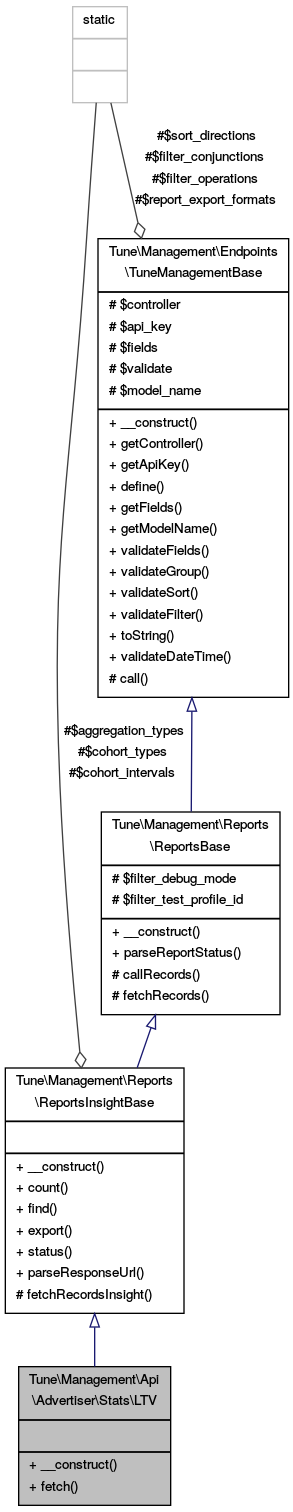 static
#$sort_directions
#$filter_conjunctions
#$filter_operations
#$report_export_formats
Tune\Management\Endpoints
\TuneManagementBase
# $controller
# $api_key
# $fields
# $validate
# $model_name
+ __construct()
+ getController()
+ getApiKey()
+ define()
+ getFields()
+ getModelName()
+ validateFields()
+ validateGroup()
+ validateSort()
+ validateFilter()
+ toString()
+ validateDateTime()
# call()
#$aggregation_types
#$cohort_types
#$cohort_intervals
Tune\Management\Reports
\ReportsBase
# $filter_debug_mode
# $filter_test_profile_id
+ __construct()
+ parseReportStatus()
# callRecords()
# fetchRecords()
Tune\Management\Reports
\ReportsInsightBase
+ __construct()
+ count()
+ find()
+ export()
+ status()
+ parseResponseUrl()
# fetchRecordsInsight()
Tune\Management\Api
\Advertiser\Stats\LTV
+ __construct()
+ fetch()